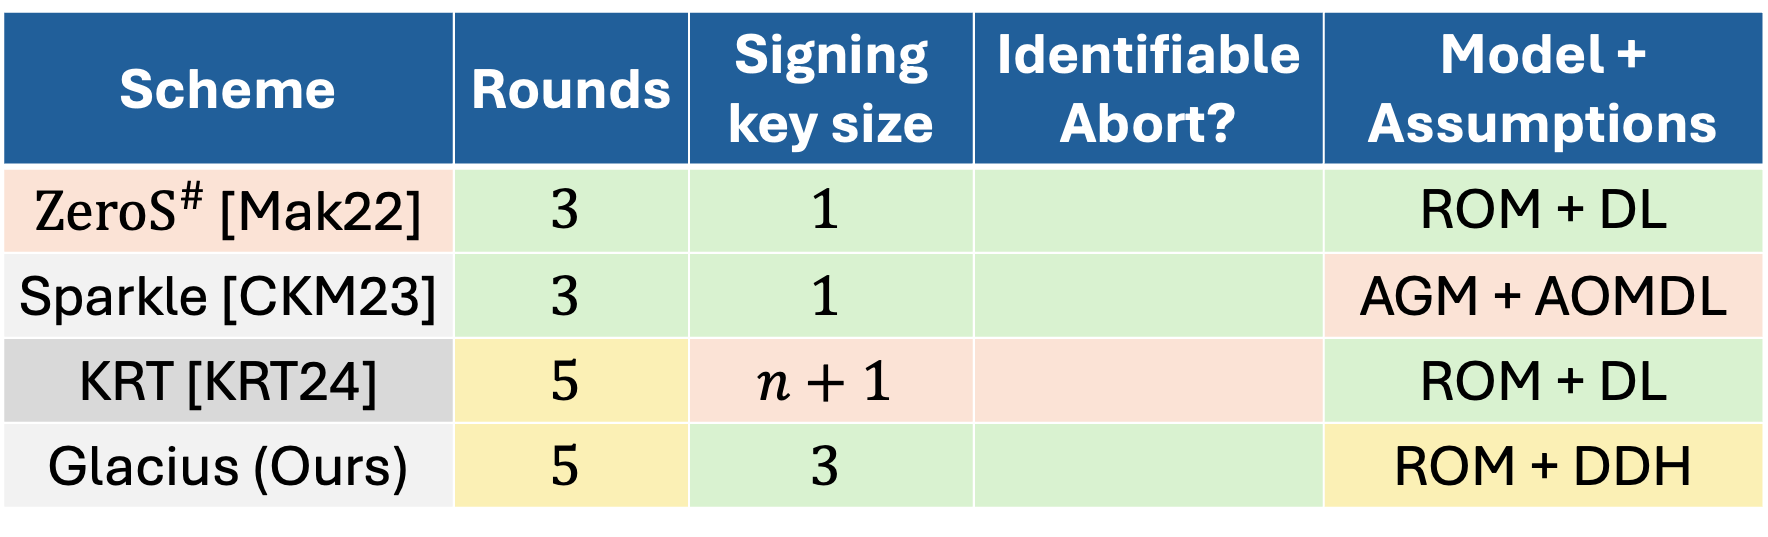 Scheme Rounds Signing key size Identifiable Abort? Model + Assumptions
ZeroS# [Mak22] 3 1 ROM + DL
Sparkle [CKM23] 3 1 AGM + AOMDL
KRT [KRT24] 5 n + 1 ROM + DL
Glacius (Ours) 5 3 ROM + DDH